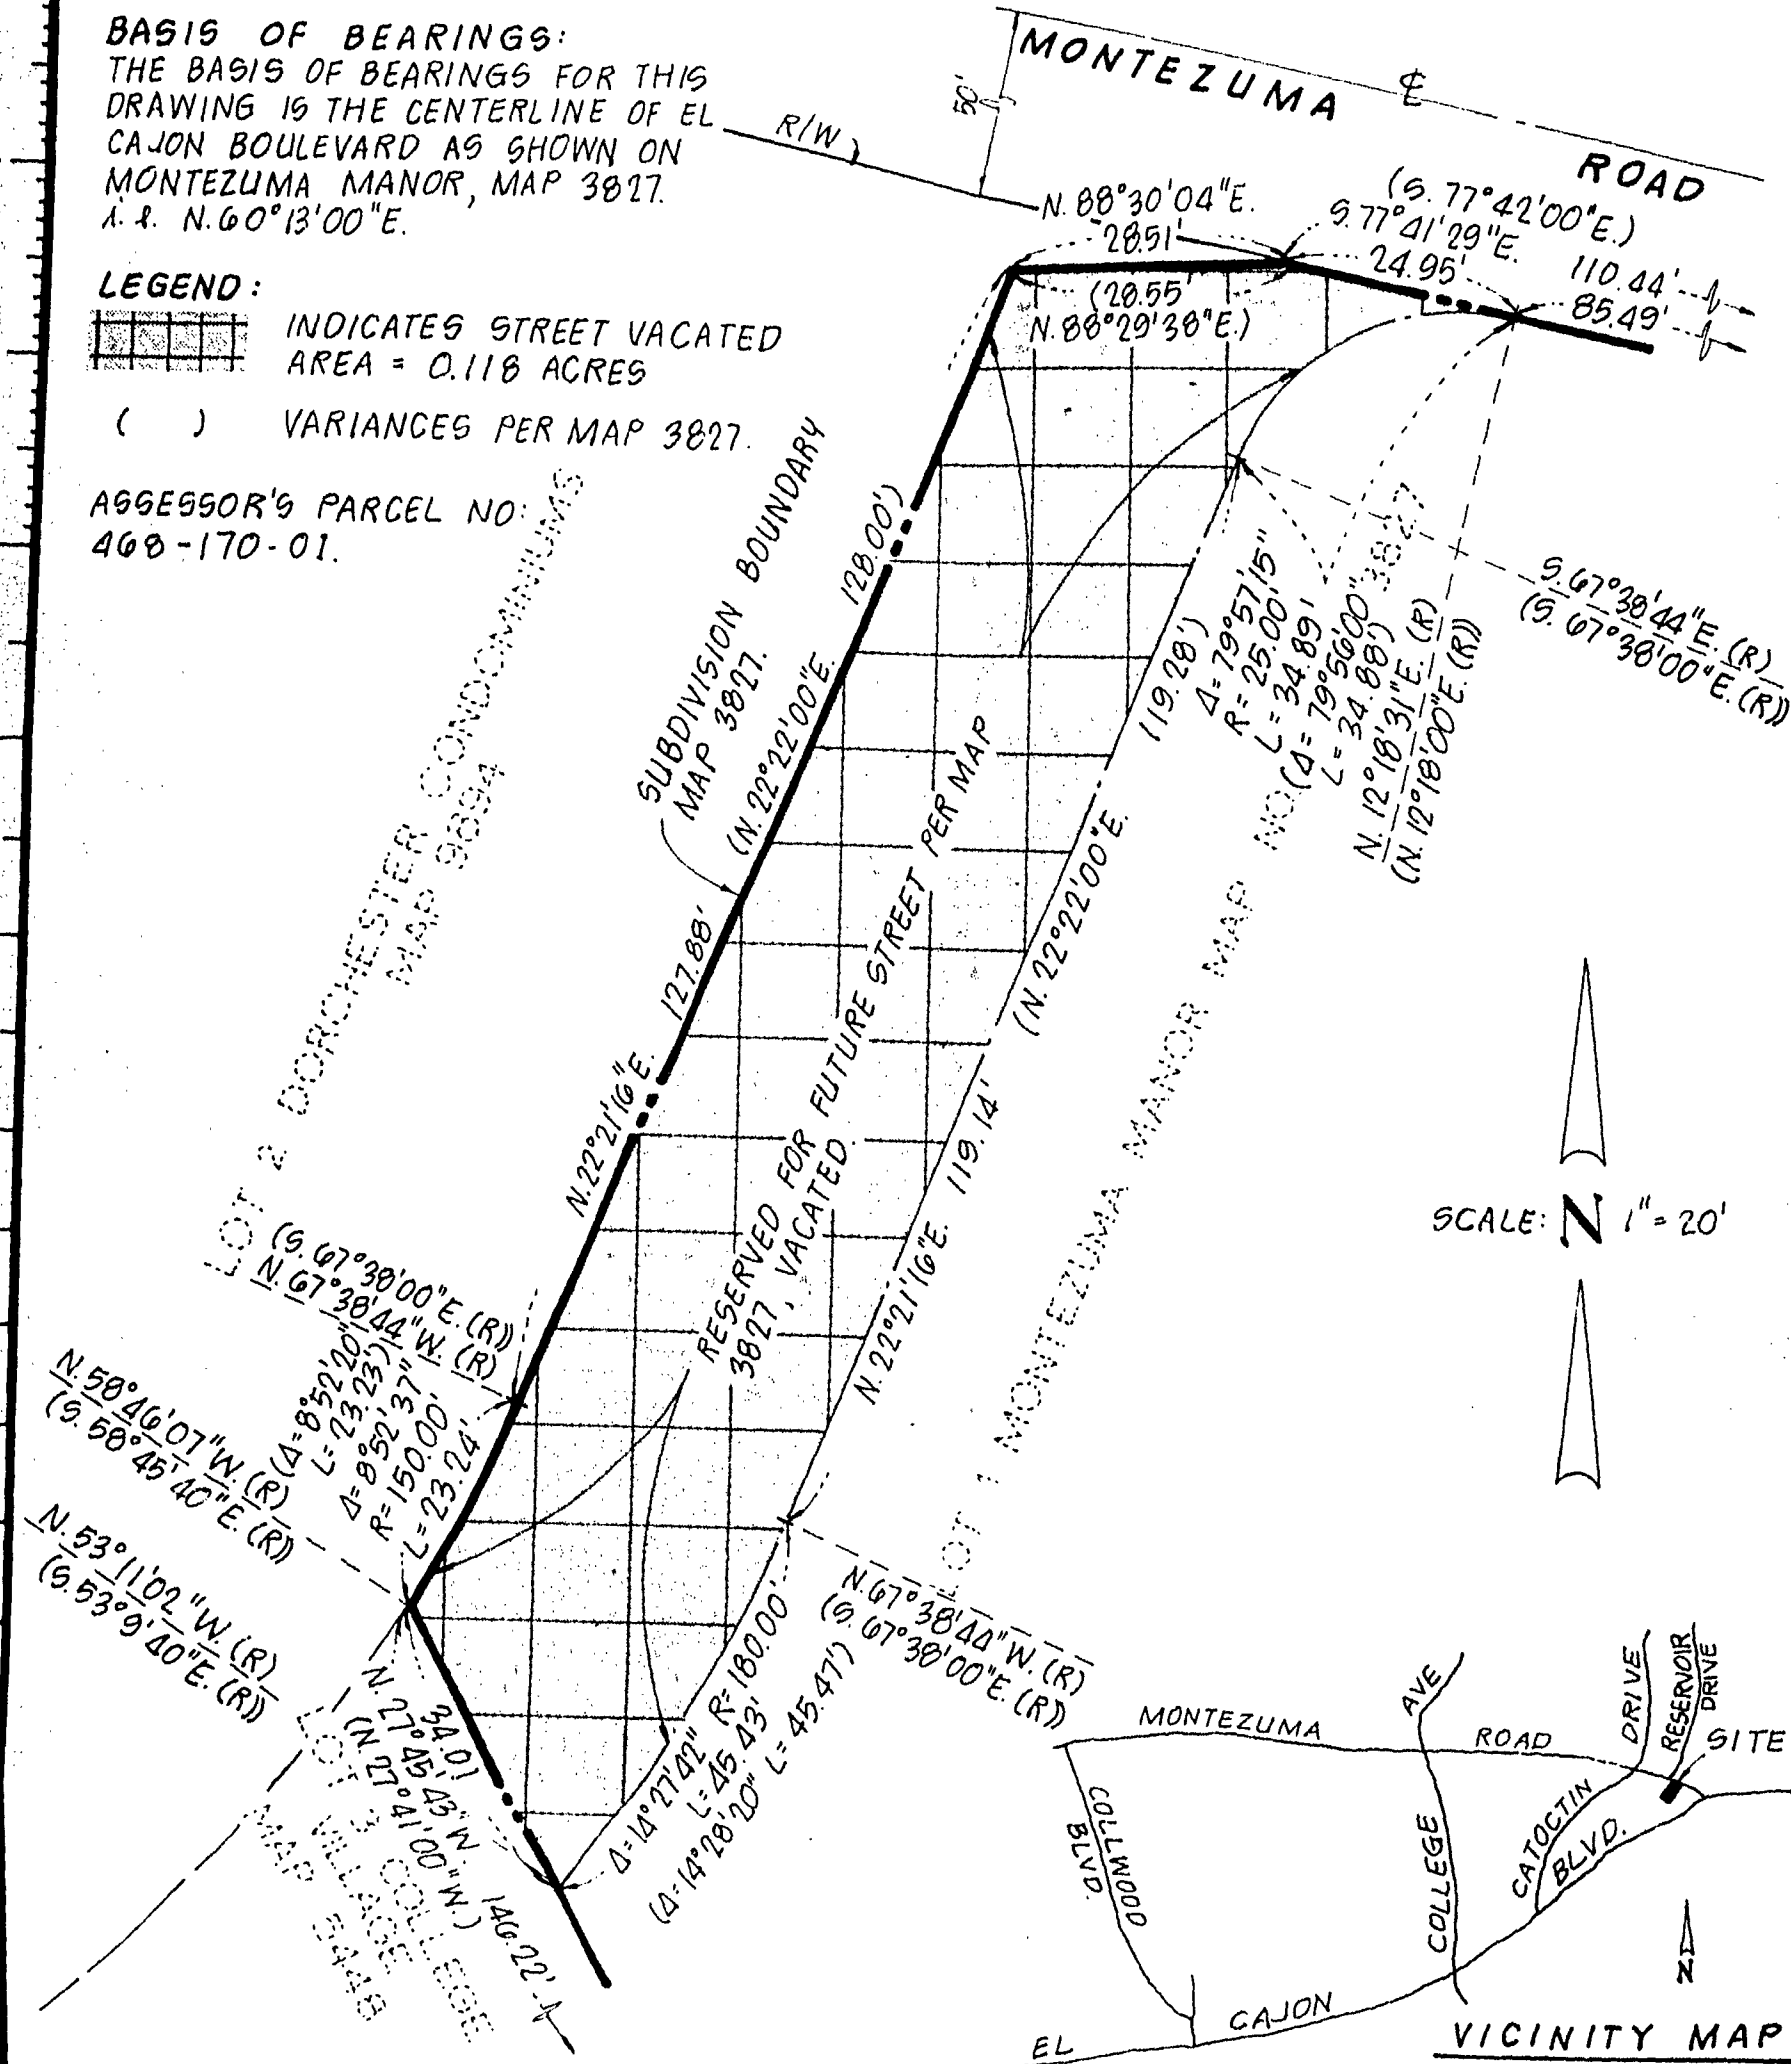 BASIS OF BEARINGS:
THE BASIS OF BEARINGS FOR THIS
DRAWING IS THE CENTERLINE OF EL
CAJON BOULEVARD AS SHOWN ON
MONTEZUMA MANOR, MAP 3827.
i.e. N.60°13'00"E.
LEGEND:
INDICATES STREET VACATED
AREA = 0.118 ACRES
( ) VARIANCES PER MAP 3827.
ASSESSOR'S PARCEL NO:
468-170-01.
MONTEZUMA ℄ ROAD
50'
R/W
N. 88°30'04"E.
28.51'
(28.55'
N.88°29'38"E.)
(S. 77°42'00"E.)
S.77°41'29"E.
24.95'
110.44'
85.49'
SUBDIVISION BOUNDARY
MAP 3827.
(N. 22°22'00"E. 128.00')
N.22°21'16"E. 127.88'
LOT 2 DORCHESTER CONDOMINIUMS
MAP 9894
RESERVED FOR FUTURE STREET PER MAP
3827, VACATED.
(N. 22°22'00"E. 119.28')
N.22°21'16"E. 119.14'
Δ= 79°57'15"
R= 25.00'
L= 34.89'
(Δ= 79°56'00"
L= 34.88')
N. 12°18'31"E. (R)
(N. 12°18'00"E. (R))
S.67°38'44"E. (R)
(S. 67°38'00"E. (R))
LOT 1 MONTEZUMA MANOR MAP NO. 3827
SCALE: N 1"=20'
(S. 67°38'00"E. (R))
N. 67°38'44"W. (R)
(Δ=8°52'20"
L=23.23')
Δ=8°52'37"
R=150.00'
L=23.24'
N.58°46'07"W. (R)
(S. 58°45'40"E. (R))
N.53°11'02"W. (R)
(S.53°9'40"E. (R))
34.01'
N. 27°45'43"W.
(N. 27°41'00"W.)
146.22'
LOT 3 COLLEGE
VILLAGE
MAP 5448
N.67°38'44"W. (R)
(S. 67°38'00"E. (R))
Δ=14°27'42" R=180.00'
L=45.43'
(Δ=14°28'20" L=45.47')
MONTEZUMA ROAD
COLLWOOD
BLVD.
COLLEGE AVE
CATOCTIN DRIVE
RESERVOIR
DRIVE
SITE
EL CAJON BLVD.
N
VICINITY MAP